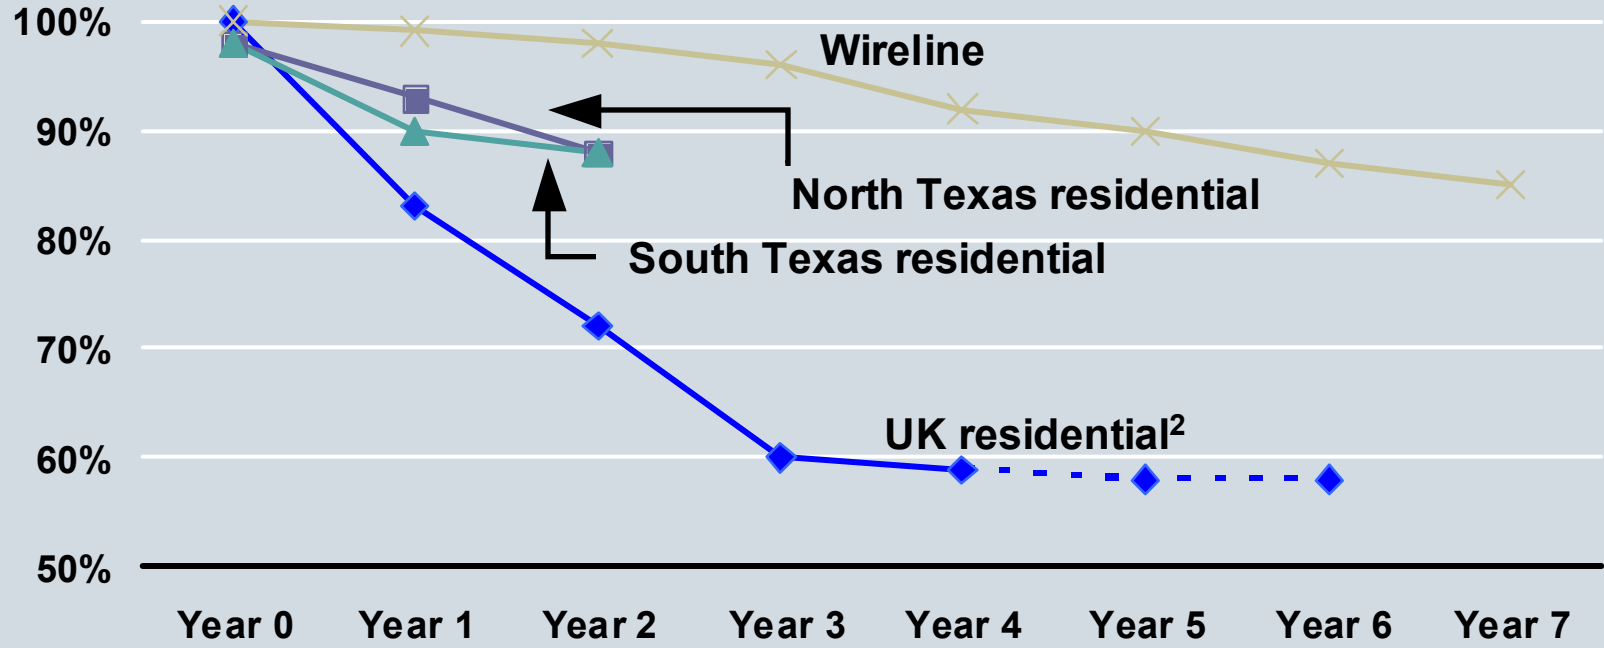 100%
Wireline
90%
North Texas residential
80%
South Texas residential
70%
UK residential²
60%
50%
Year 0 Year 1 Year 2 Year 3 Year 4 Year 5 Year 6 Year 7